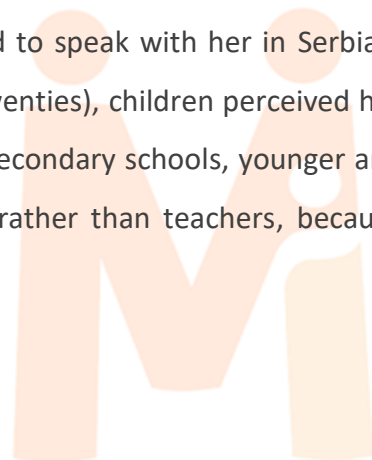 d to speak with her in Serbia
venties), children perceived h
econdary schools, younger a
rather than teachers, becau